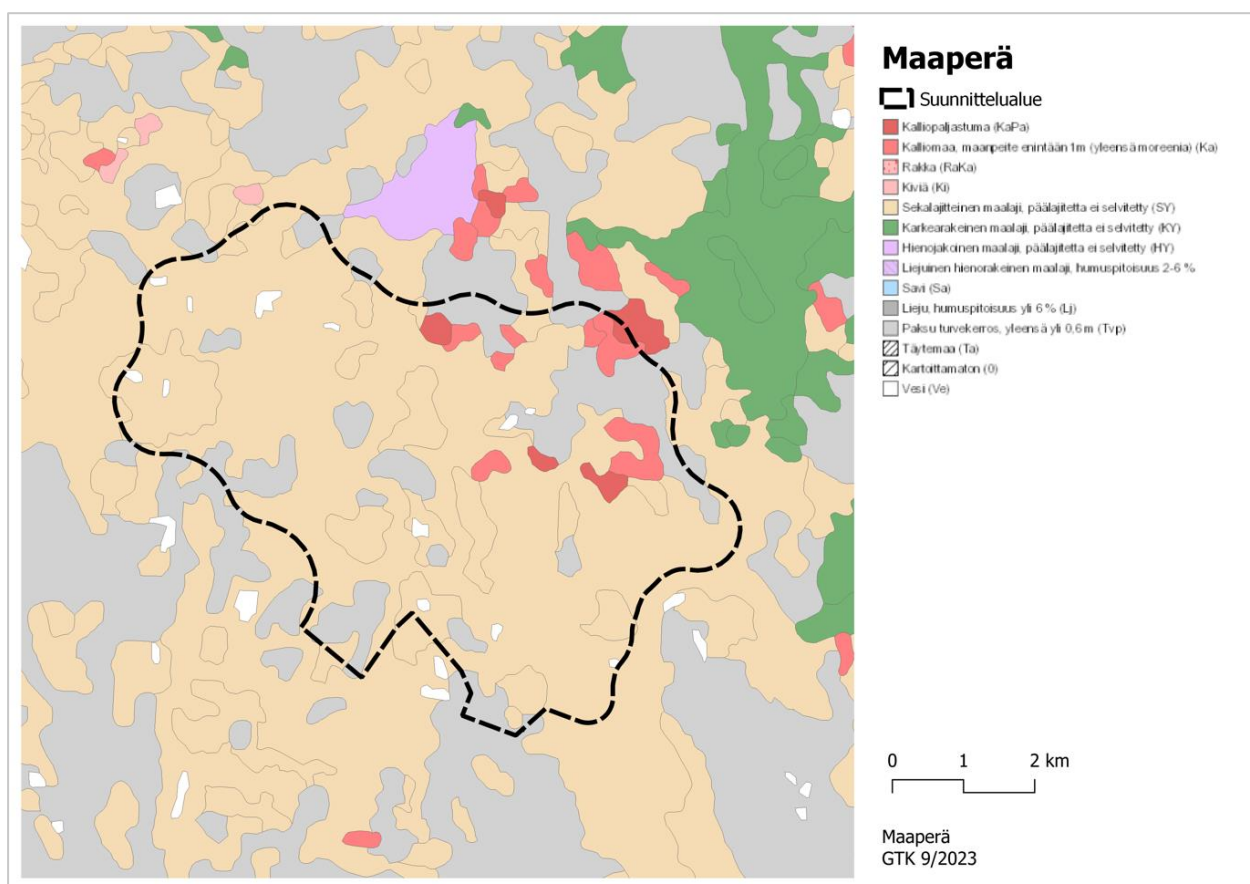 Maaperä
Suunnittelualue
Kalliopaljastuma (KaPa)
Kalliomaa, maanpeite enintään 1m (yleensä moreenia) (Ka)
Rakka (RaKa)
Kiviä (Ki)
Sekalajitteinen maalaji, päälajitetta ei selvitetty (SY)
Karkearakeinen maalaji, päälajitetta ei selvitetty (KY)
Hienojakoinen maalaji, päälajitetta ei selvitetty (HY)
Liejuinen hienorakeinen maalaji, humuspitoisuus 2-6 %
Savi (Sa)
Lieju, humuspitoisuus yli 6 % (Lj)
Paksu turvekerros, yleensä yli 0,6 m (Tvp)
Täytemaa (Ta)
Kartoittamaton (0)
Vesi (Ve)
0 1 2 km
Maaperä
GTK 9/2023